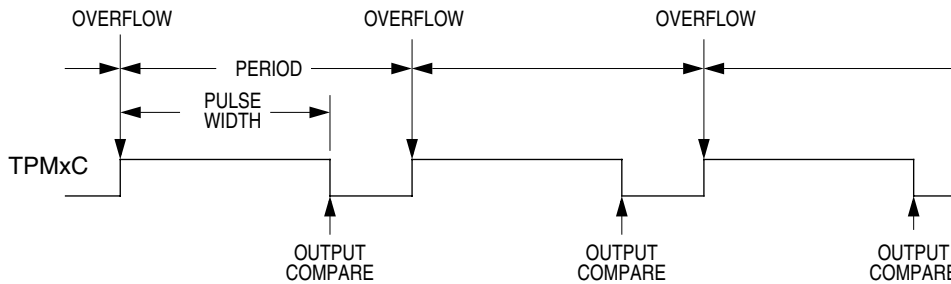 OVERFLOW OVERFLOW OVERFLOW
PERIOD
PULSE
WIDTH
TPMxC
OUTPUT
COMPARE
OUTPUT
COMPARE
OUTPUT
COMPARE